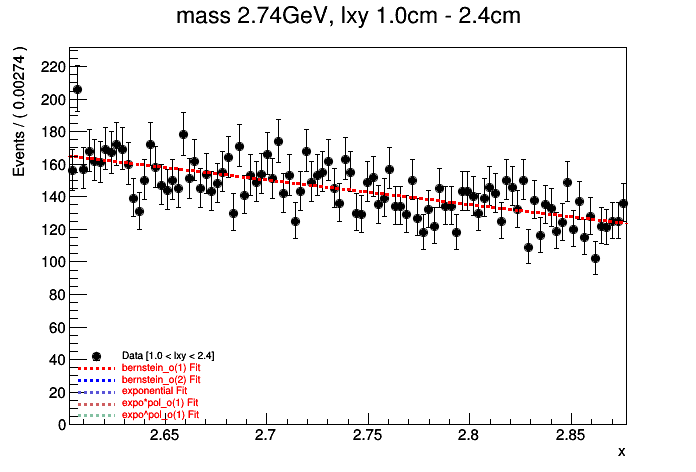 mass 2.74GeV, lxy 1.0cm - 2.4cm
Events / ( 0.00274 )
220
200
180
160
140
120
100
80
60
40
20
0
Data [1.0 < lxy < 2.4]
bernstein_o(1) Fit
bernstein_o(2) Fit
exponential Fit
expo*pol_o(1) Fit
expo^pol_o(1) Fit
2.65 2.7 2.75 2.8 2.85
x